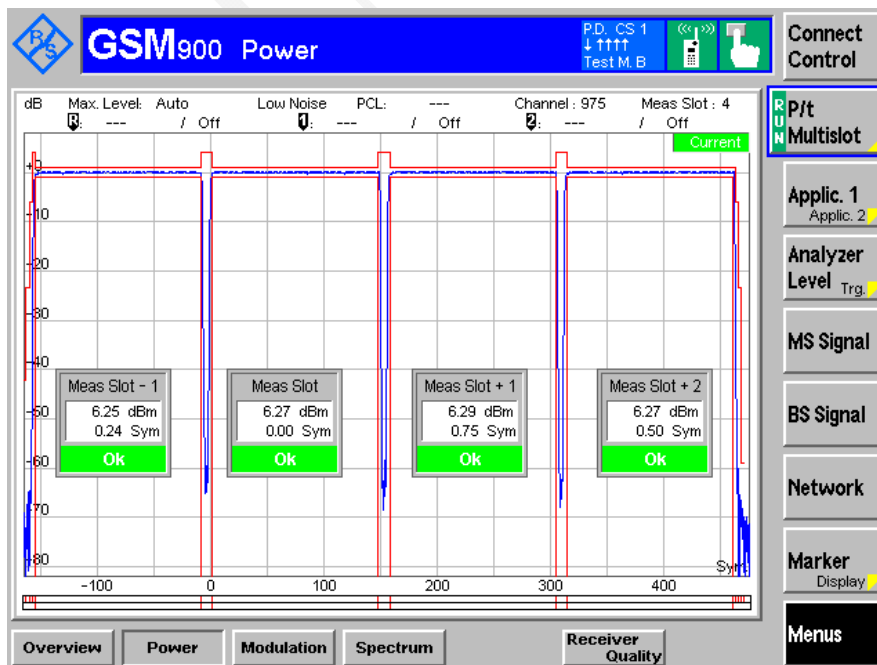 R&S
GSM900 Power
P.D. CS 1
↓ ↑↑↑↑
Test M. B
Connect
Control
dB Max. Level: Auto Low Noise PCL: --- Channel : 975 Meas Slot : 4
R: --- / Off 1: --- / Off 2: --- / Off
Current
RUN
P/t
Multislot
+0
-10
-20
-30
-40
-50
-60
-70
-80
Applic. 1
Applic. 2
Analyzer
Level Trg.
MS Signal
BS Signal
Network
Marker
Display
Menus
Meas Slot - 1
6.25 dBm
0.24 Sym
Ok
Meas Slot
6.27 dBm
0.00 Sym
Ok
Meas Slot + 1
6.29 dBm
0.75 Sym
Ok
Meas Slot + 2
6.27 dBm
0.50 Sym
Ok
Sym
-100 0 100 200 300 400
Overview Power Modulation Spectrum Receiver
Quality